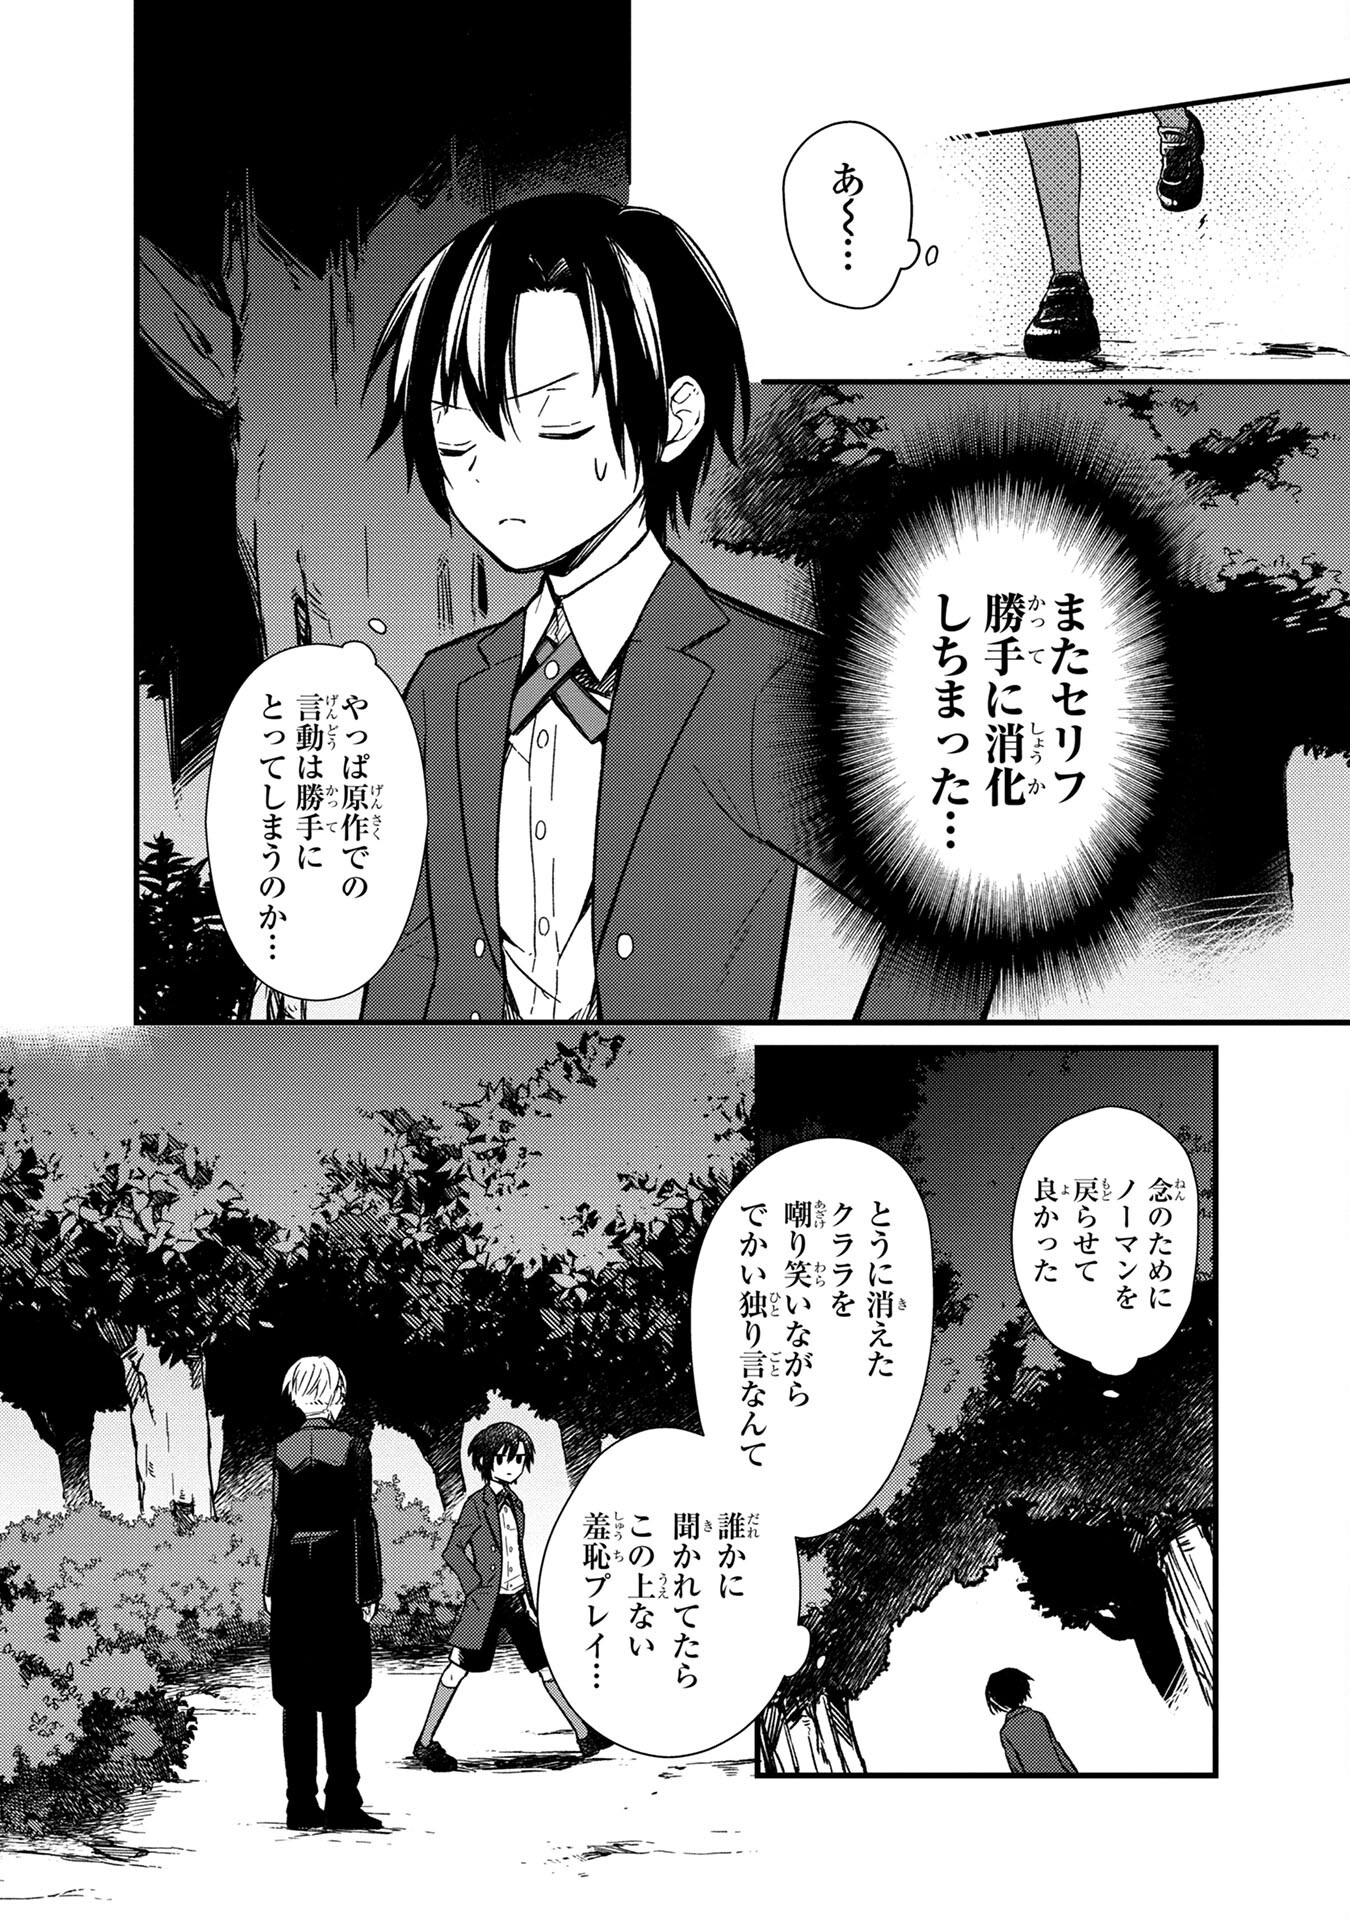 あ〜…
またセリフ
勝手に消化
しちまった…
やっぱ原作での
言動は勝手に
とってしまうのか…
念のために
ノーマンを
戻らせて
良かった
とうに消えた
クララを
嘲り笑いながら
でかい独り言なんて
誰かに
聞かれてたら
この上ない
羞恥プレイ…